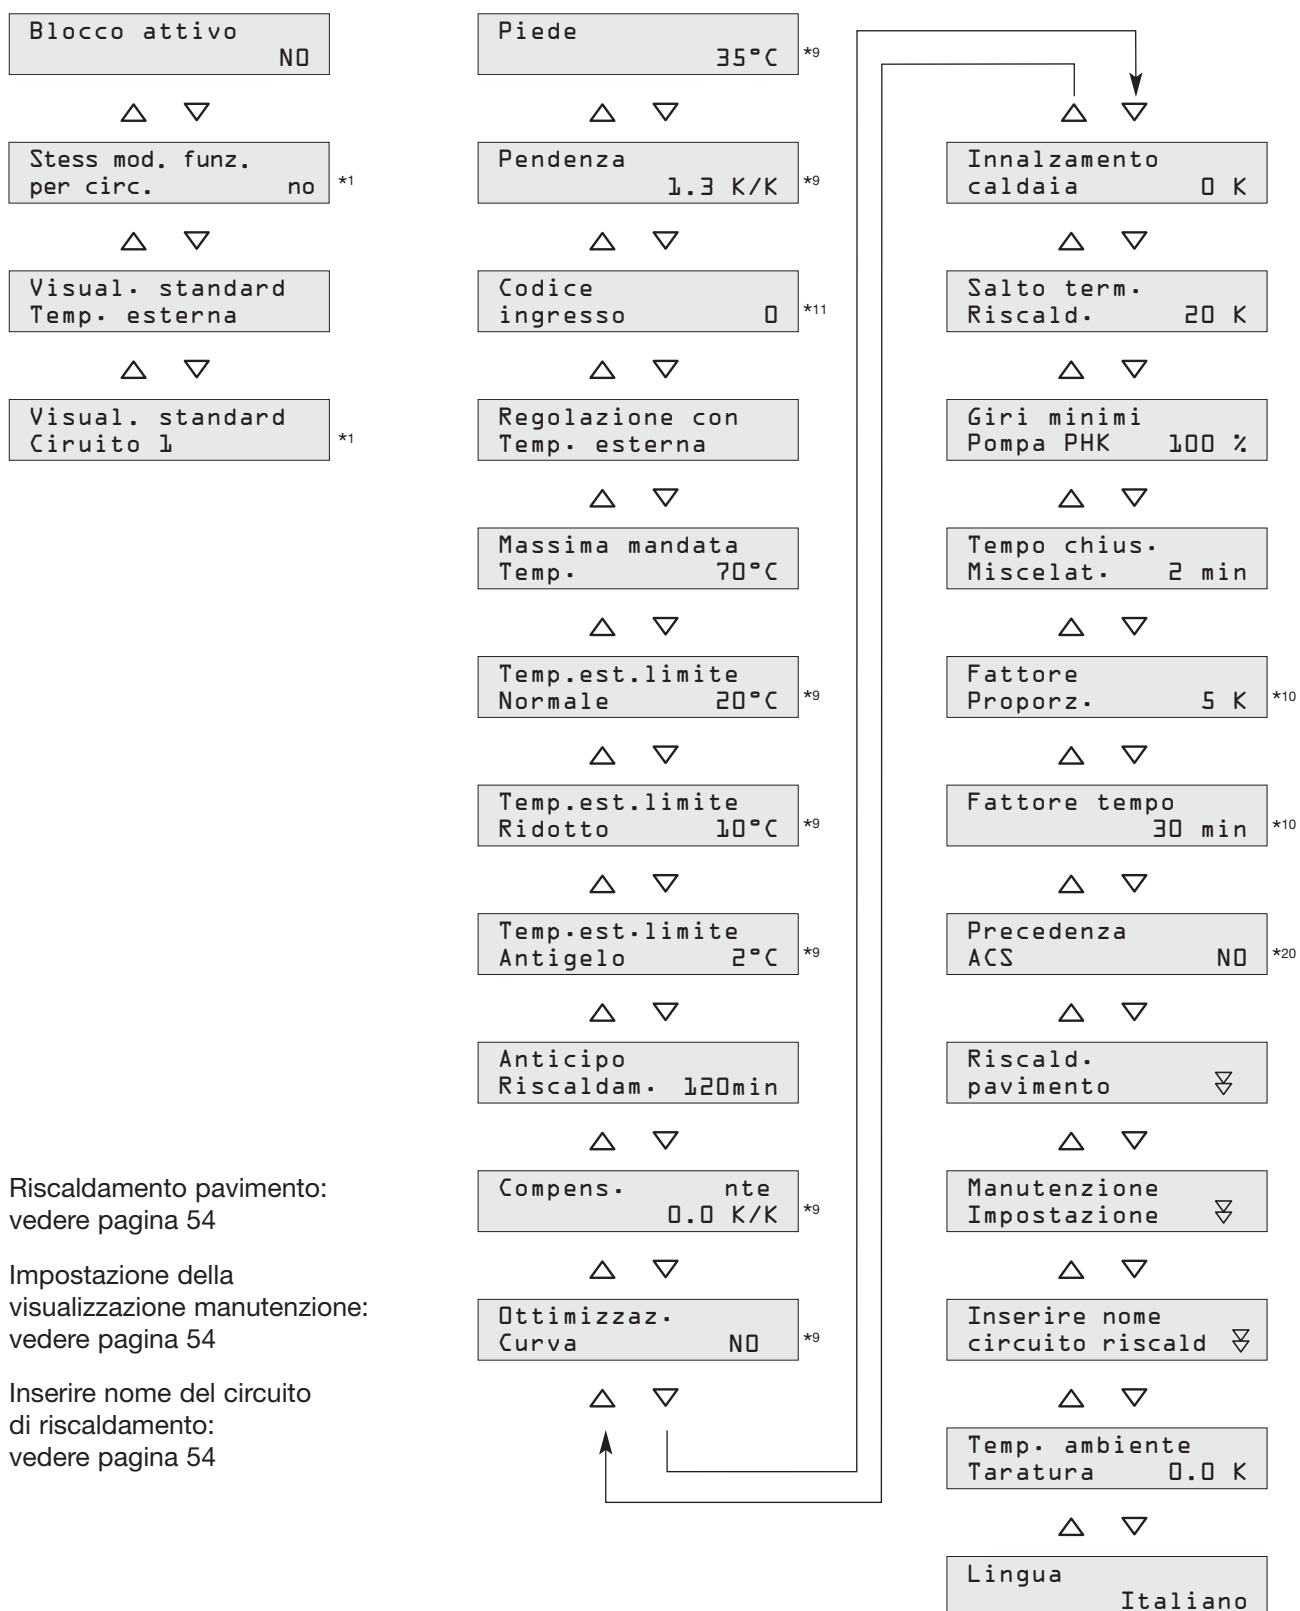 Blocco attivo
NO
Stess mod. funz.
per circ. no *1
Visual. standard
Temp. esterna
Visual. standard
Ciruito 1 *1
Riscaldamento pavimento:
vedere pagina 54
Impostazione della
visualizzazione manutenzione:
vedere pagina 54
Inserire nome del circuito
di riscaldamento:
vedere pagina 54
Piede
35°C *9
Pendenza
1.3 K/K *9
Codice
ingresso 0 *11
Regolazione con
Temp. esterna
Massima mandata
Temp. 70°C
Temp.est.limite
Normale 20°C *9
Temp.est.limite
Ridotto 10°C *9
Temp.est.limite
Antigelo 2°C *9
Anticipo
Riscaldam. 120min
Compens. nte
0.0 K/K *9
Ottimizzaz.
Curva NO *9
Innalzamento
caldaia 0 K
Salto term.
Riscald. 20 K
Giri minimi
Pompa PHK 100 %
Tempo chius.
Miscelat. 2 min
Fattore
Proporz. 5 K *10
Fattore tempo
30 min *10
Precedenza
ACS NO *20
Riscald.
pavimento
Manutenzione
Impostazione
Inserire nome
circuito riscald
Temp. ambiente
Taratura 0.0 K
Lingua
Italiano